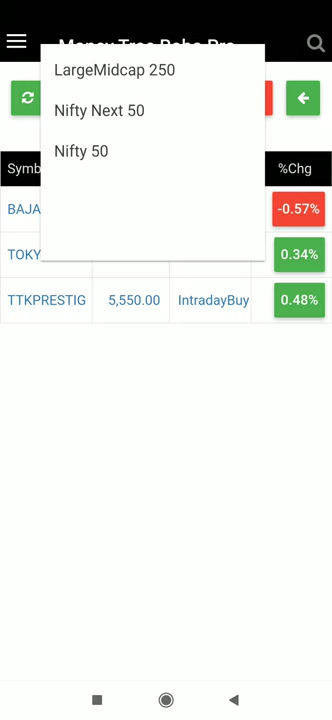 LargeMidcap 250
Nifty Next 50
Nifty 50
Symb
%Chg
BAJA
-0.57%
TOKY
0.34%
TTKPRESTIG 5,550.00 IntradayBuy 0.48%